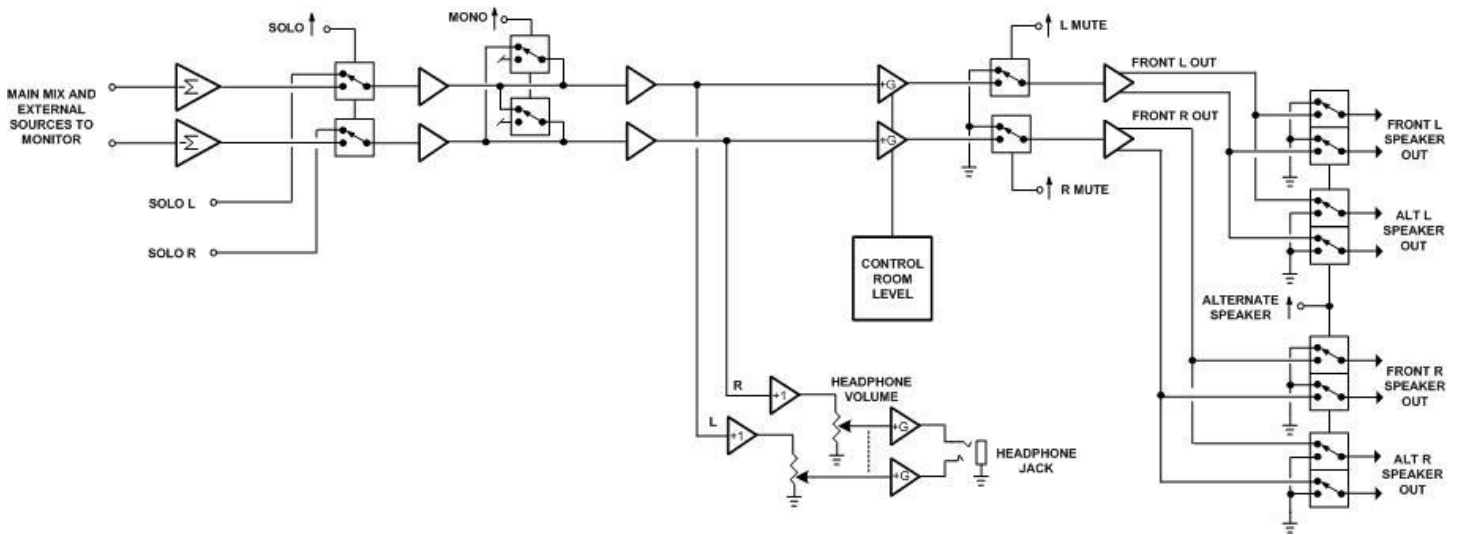 SOLO
MONO
L MUTE
MAIN MIX AND
EXTERNAL
SOURCES TO
MONITOR
-Σ
-Σ
+G
+G
FRONT L OUT
FRONT R OUT
FRONT L
SPEAKER
OUT
R MUTE
SOLO L
SOLO R
ALT L
SPEAKER
OUT
CONTROL
ROOM
LEVEL
ALTERNATE
SPEAKER
R
HEADPHONE
VOLUME
+1
L
+1
+G
+G
HEADPHONE
JACK
FRONT R
SPEAKER
OUT
ALT R
SPEAKER
OUT